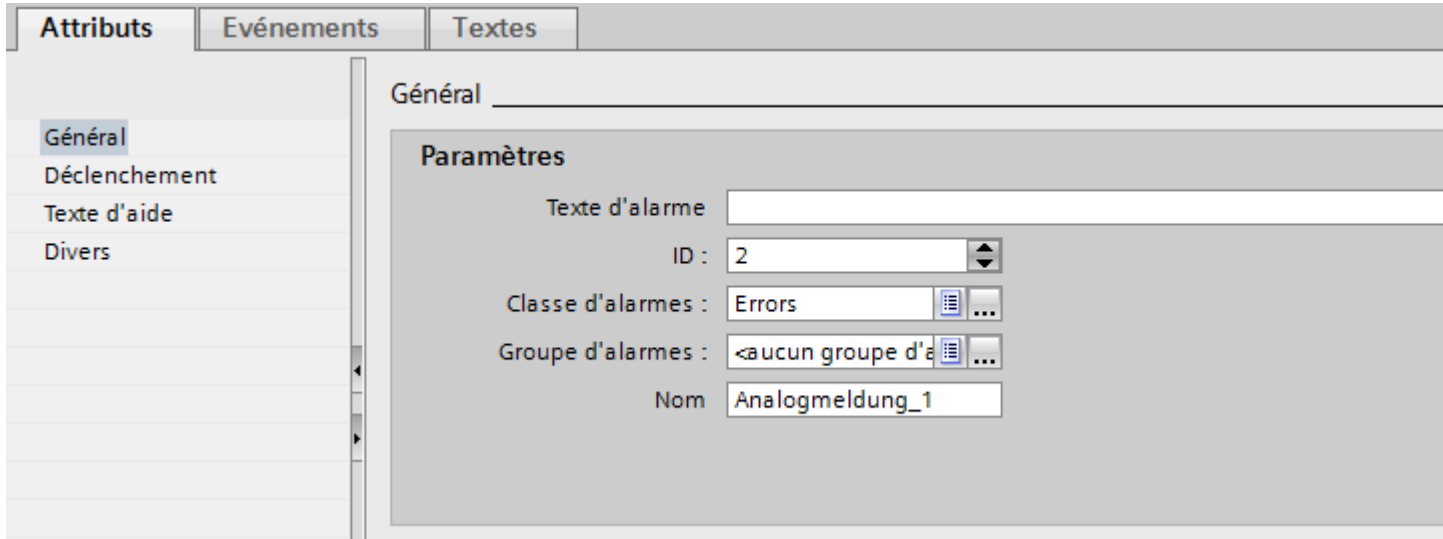 Attributs Evénements Textes
Général
Général
Déclenchement
Texte d'aide
Divers
Paramètres
Texte d'alarme
ID : 2
Classe d'alarmes : Errors ...
Groupe d'alarmes : <aucun groupe d'a ...
Nom Analogmeldung_1